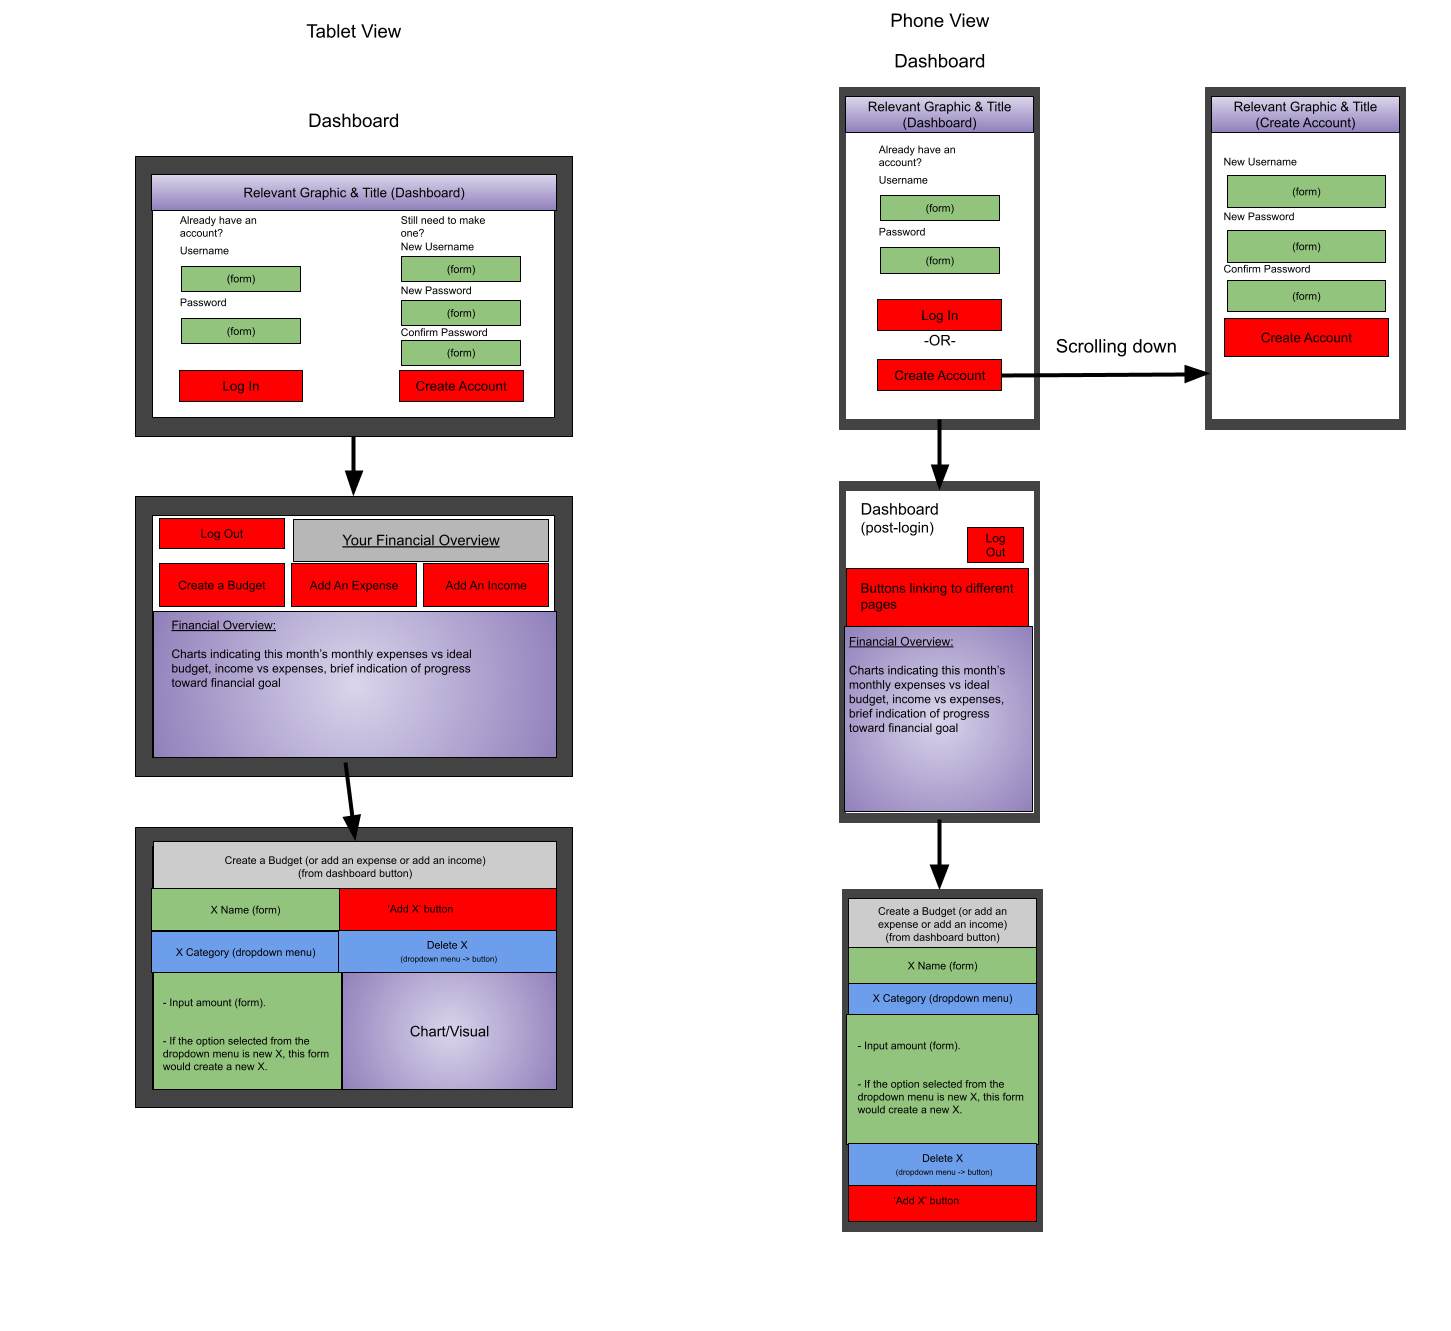 Tablet View
Dashboard
Relevant Graphic & Title (Dashboard)
Already have an
account?
Username
(form)
Password
(form)
Log In
Still need to make
one?
New Username
(form)
New Password
(form)
Confirm Password
(form)
Create Account
Log Out
Your Financial Overview
Create a Budget
Add An Expense
Add An Income
Financial Overview:
Charts indicating this month's monthly expenses vs ideal
budget, income vs expenses, brief indication of progress
toward financial goal
Create a Budget (or add an expense or add an income)
(from dashboard button)
X Name (form)
'Add X' button
X Category (dropdown menu)
Delete X
(dropdown menu -> button)
- Input amount (form).
- If the option selected from the
dropdown menu is new X, this form
would create a new X.
Chart/Visual
Phone View
Dashboard
Relevant Graphic & Title
(Dashboard)
Already have an
account?
Username
(form)
Password
(form)
Log In
-OR-
Create Account
Scrolling down
Relevant Graphic & Title
(Create Account)
New Username
(form)
New Password
(form)
Confirm Password
(form)
Create Account
Dashboard
(post-login)
Log
Out
Buttons linking to different
pages
Financial Overview:
Charts indicating this month's
monthly expenses vs ideal
budget, income vs expenses,
brief indication of progress
toward financial goal
Create a Budget (or add an
expense or add an income)
(from dashboard button)
X Name (form)
X Category (dropdown menu)
- Input amount (form).
- If the option selected from the
dropdown menu is new X, this form
would create a new X.
Delete X
(dropdown menu -> button)
'Add X' button